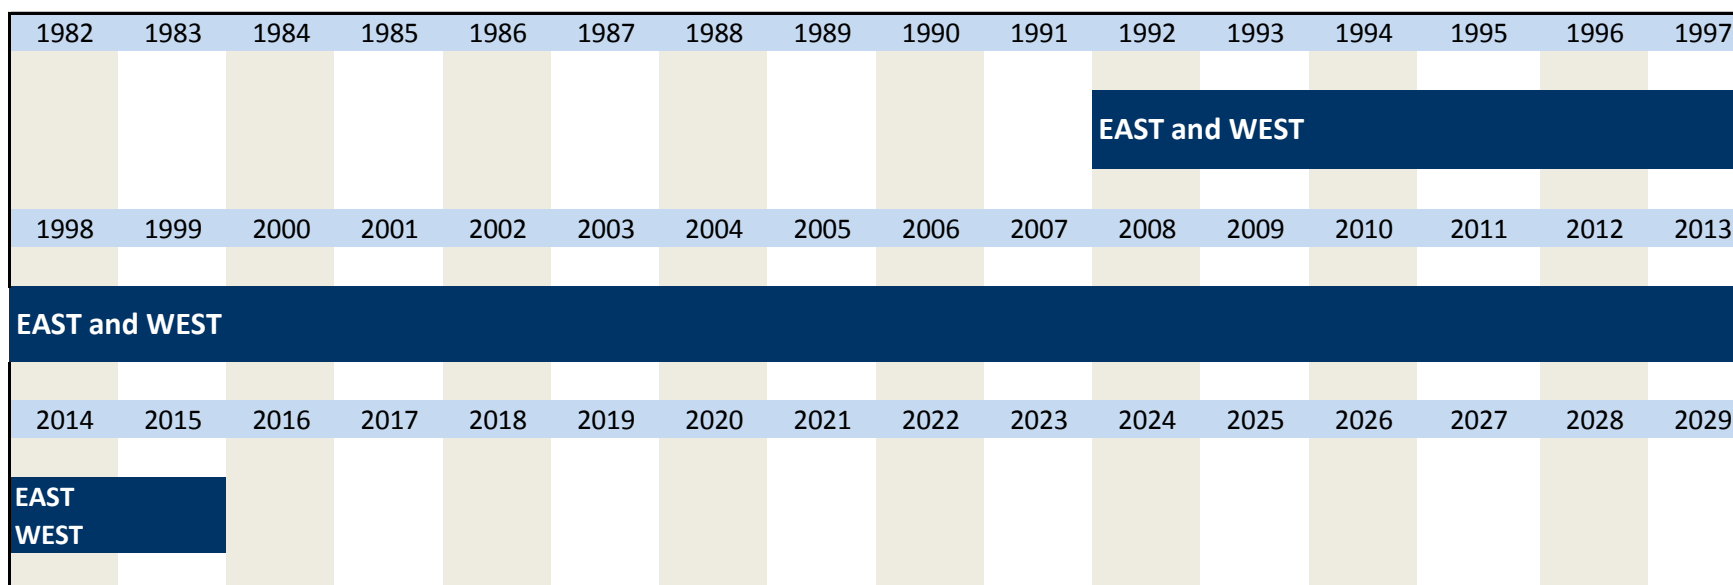 1982 1983 1984 1985 1986 1987 1988 1989 1990 1991 1992 1993 1994 1995 1996 1997
EAST and WEST
1998 1999 2000 2001 2002 2003 2004 2005 2006 2007 2008 2009 2010 2011 2012 2013
EAST and WEST
2014 2015 2016 2017 2018 2019 2020 2021 2022 2023 2024 2025 2026 2027 2028 2029
EAST
WEST